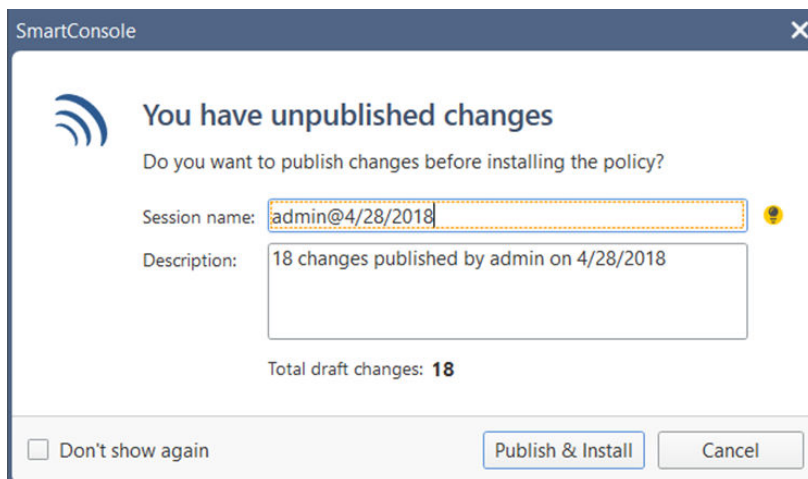 SmartConsole
You have unpublished changes
Do you want to publish changes before installing the policy?
Session name: admin@4/28/2018
Description: 18 changes published by admin on 4/28/2018
Total draft changes: 18
Don't show again Publish & Install Cancel